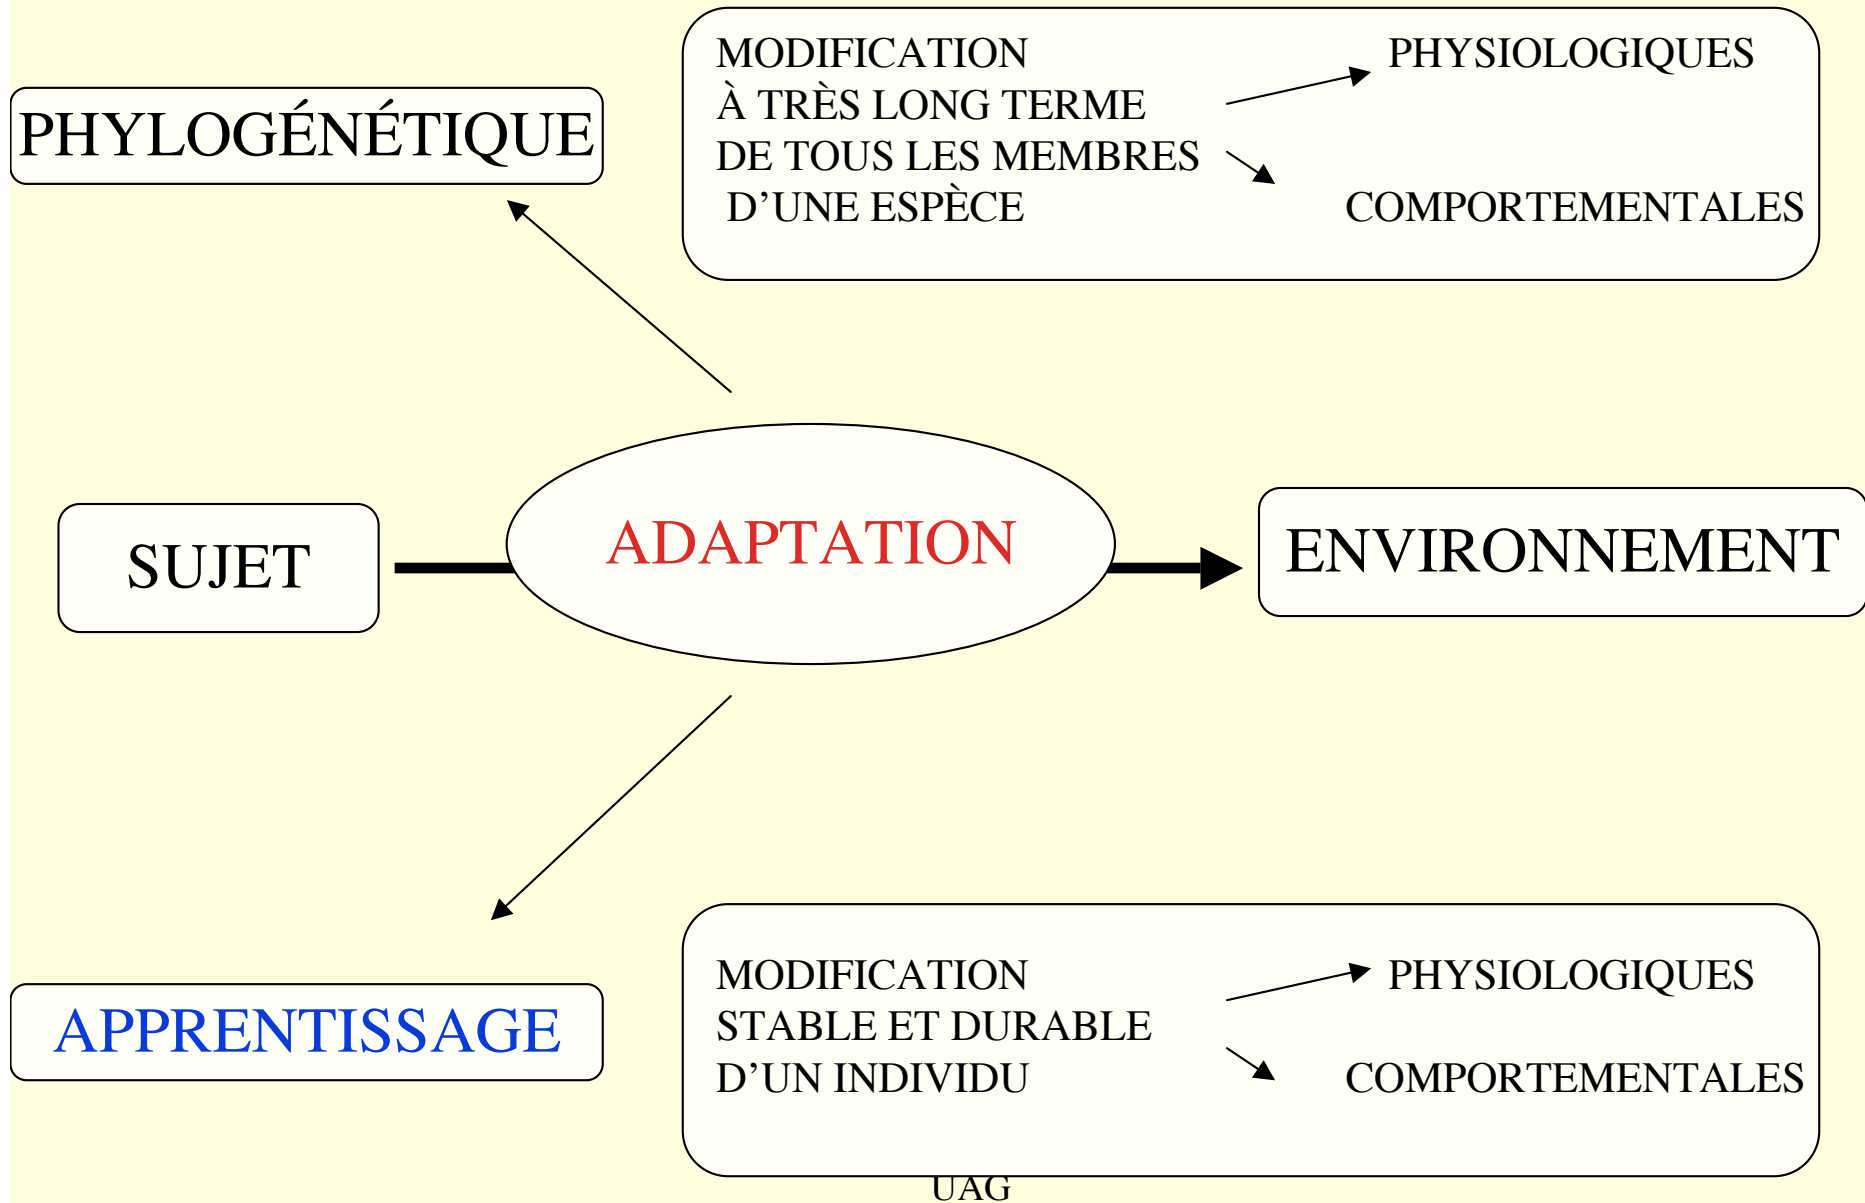 MODIFICATION
À TRÈS LONG TERME
DE TOUS LES MEMBRES
D’UNE ESPÈCE
PHYSIOLOGIQUES
COMPORTEMENTALES
PHYLOGÉNÉTIQUE
SUJET
ADAPTATION
ENVIRONNEMENT
APPRENTISSAGE
MODIFICATION
STABLE ET DURABLE
D’UN INDIVIDU
PHYSIOLOGIQUES
COMPORTEMENTALES
UAG